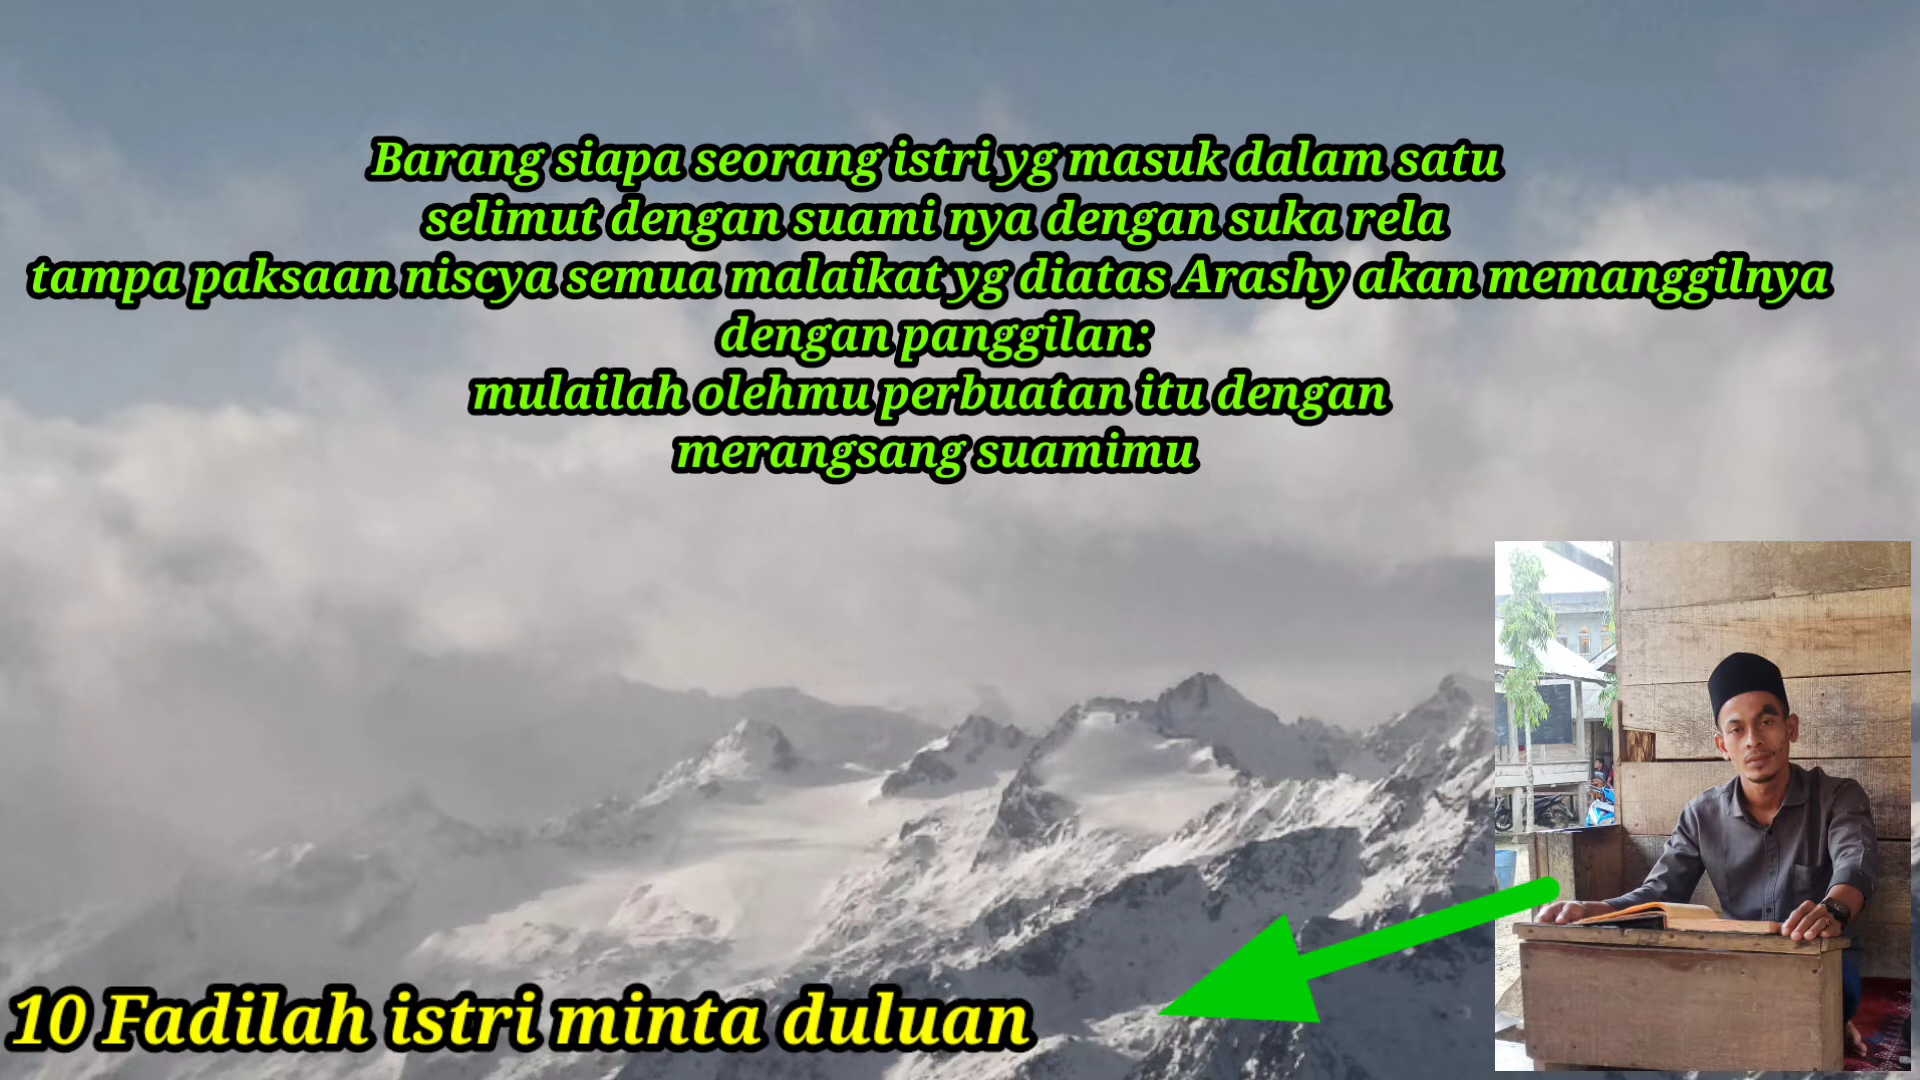 Barang siapa seorang istri yg masuk dalam satu
selimut dengan suami nya dengan suka rela
tampa paksaan niscya semua malaikat yg diatas Arashy akan memanggilnya
dengan panggilan:
mulailah olehmu perbuatan itu dengan
merangsang suamimu
10 Fadilah istri minta duluan